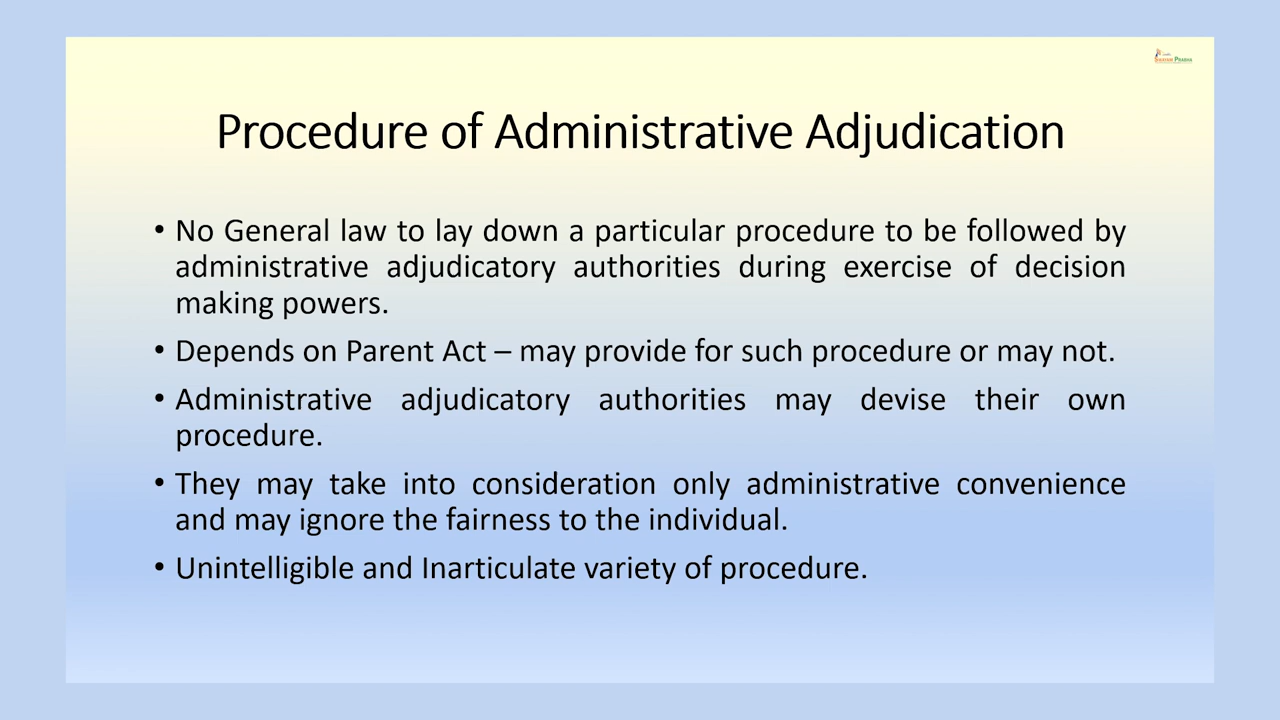 Procedure of Administrative Adjudication
• No General law to lay down a particular procedure to be followed by
administrative adjudicatory authorities during exercise of decision
making powers.
• Depends on Parent Act – may provide for such procedure or may not.
• Administrative adjudicatory authorities may devise their own
procedure.
• They may take into consideration only administrative convenience
and may ignore the fairness to the individual.
• Unintelligible and Inarticulate variety of procedure.